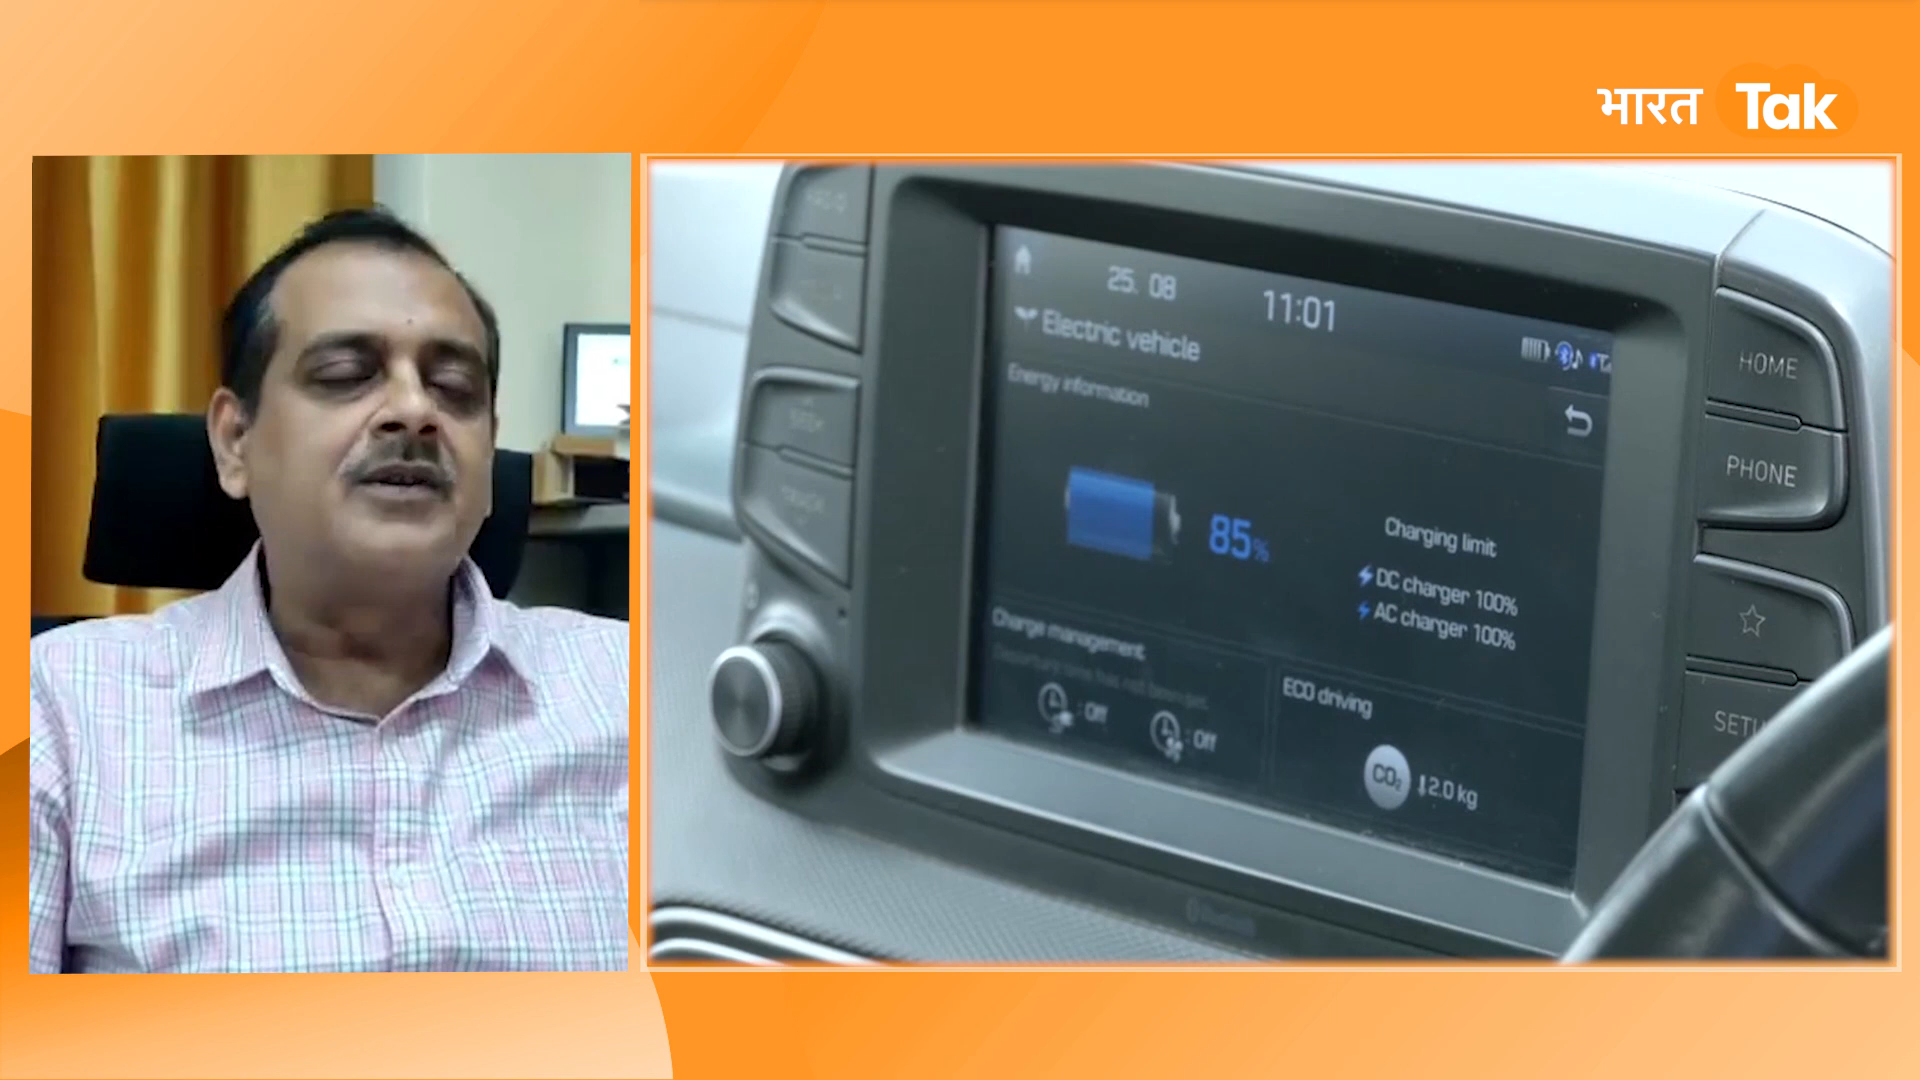 भारत Tak
25. 08
11:01
Electric vehicle
Energy information
85%
Charging limit
DC charger 100%
AC charger 100%
Charge management
: Off
: Off
ECO driving
CO₂
2.0 kg
HOME
PHONE